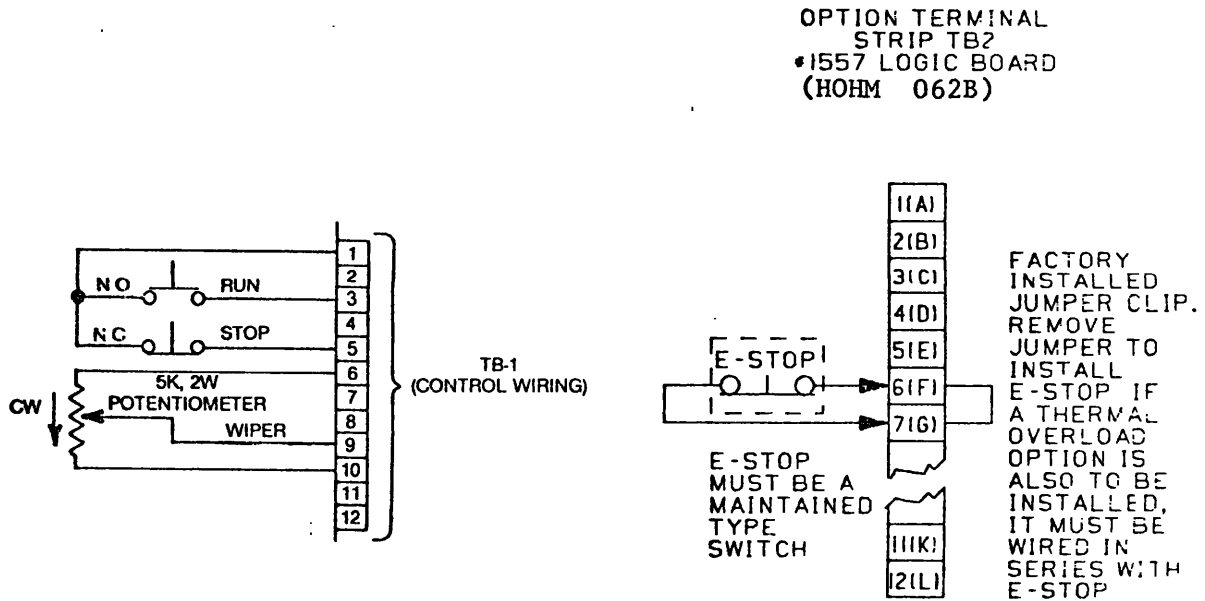 OPTION TERMINAL
STRIP TB2
#1557 LOGIC BOARD
(HOHM 062B)
1
2
NO
RUN
3
4
NC
STOP
5
6
5K, 2W
7
CW
POTENTIOMETER
8
WIPER
9
10
11
12
TB-1
(CONTROL WIRING)
1(A)
2(B)
3(C)
4(D)
5(E)
E-STOP
6(F)
7(G)
11(K)
12(L)
E-STOP
MUST BE A
MAINTAINED
TYPE
SWITCH
FACTORY
INSTALLED
JUMPER CLIP.
REMOVE
JUMPER TO
INSTALL
E-STOP IF
A THERMAL
OVERLOAD
OPTION IS
ALSO TO BE
INSTALLED,
IT MUST BE
WIRED IN
SERIES WITH
E-STOP